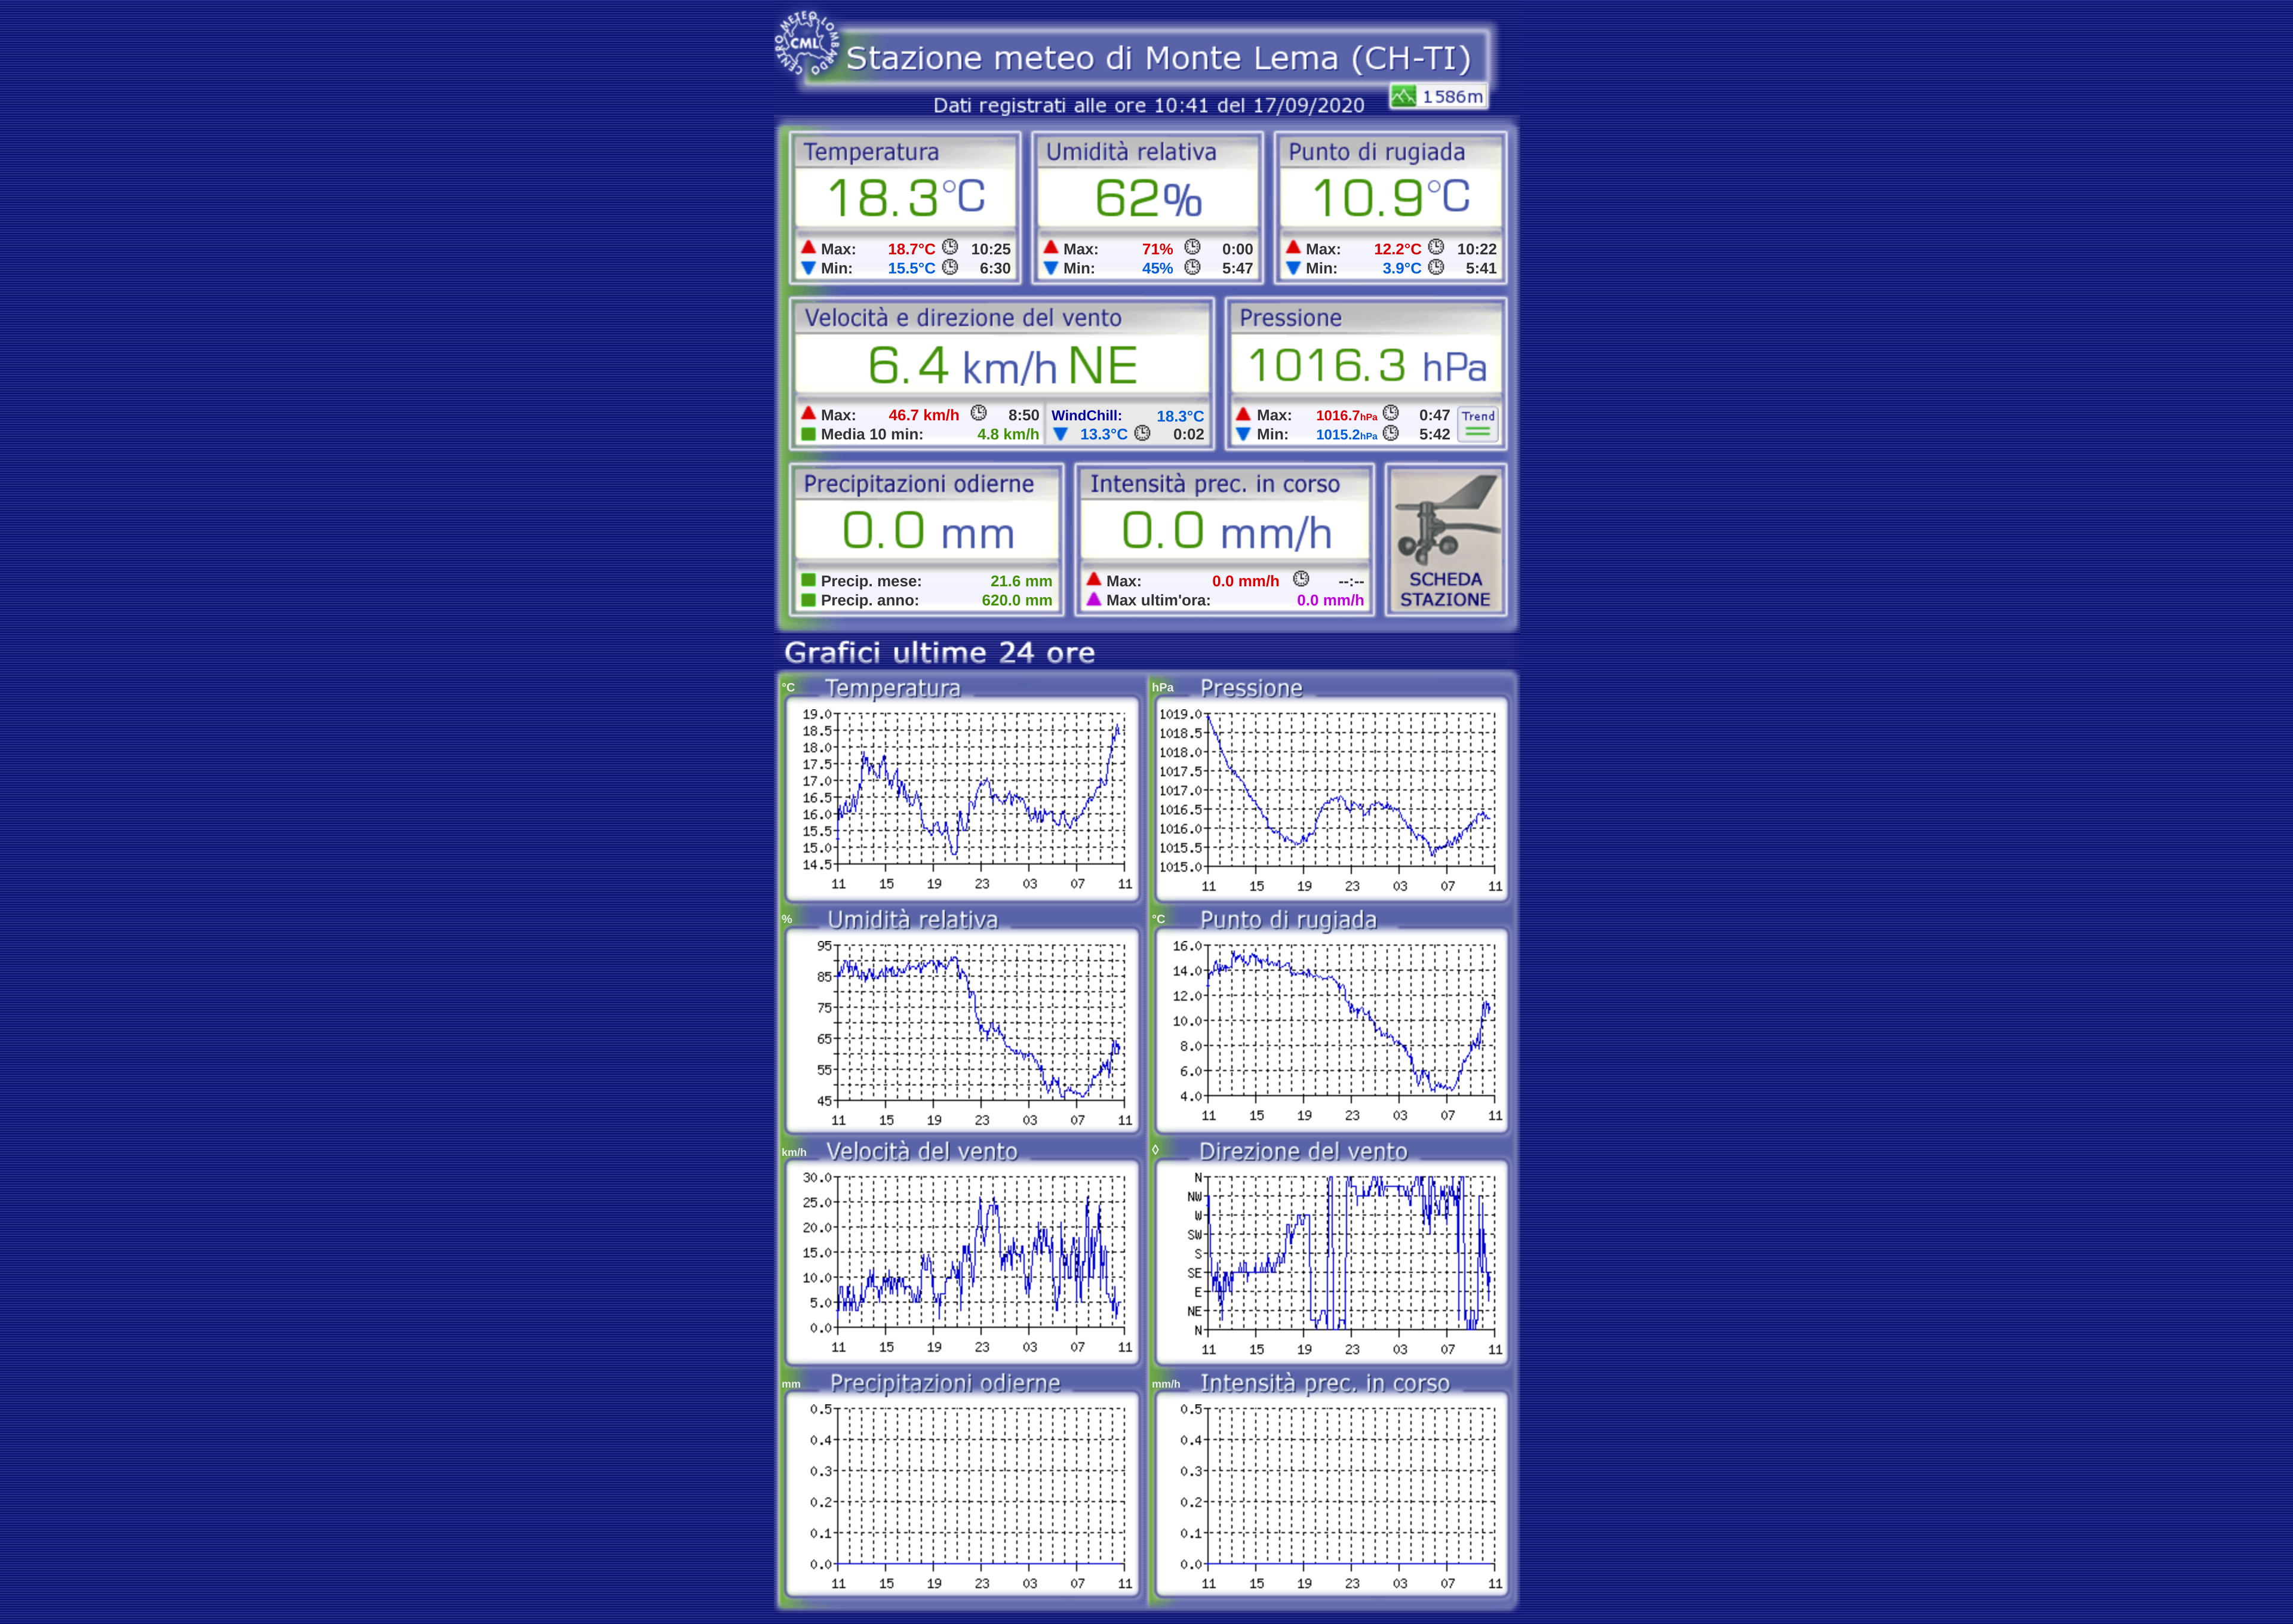 CENTRO METEO LOMBARDO
CML
Stazione meteo di Monte Lema (CH-TI)
1586m
Dati registrati alle ore 10:41 del 17/09/2020
Temperatura
18.3°C
Max: 18.7°C 10:25
Min: 15.5°C 6:30
Umidità relativa
62%
Max: 71% 0:00
Min: 45% 5:47
Punto di rugiada
10.9°C
Max: 12.2°C 10:22
Min: 3.9°C 5:41
Velocità e direzione del vento
6.4 km/h NE
Max: 46.7 km/h 8:50
Media 10 min: 4.8 km/h
WindChill: 18.3°C
13.3°C 0:02
Pressione
1016.3 hPa
Max: 1016.7hPa 0:47
Min: 1015.2hPa 5:42
Trend
Precipitazioni odierne
0.0 mm
Precip. mese: 21.6 mm
Precip. anno: 620.0 mm
Intensità prec. in corso
0.0 mm/h
Max: 0.0 mm/h --:--
Max ultim'ora: 0.0 mm/h
SCHEDA
STAZIONE
Grafici ultime 24 ore
°C Temperatura
19.0
18.5
18.0
17.5
17.0
16.5
16.0
15.5
15.0
14.5
11 15 19 23 03 07 11
hPa Pressione
1019.0
1018.5
1018.0
1017.5
1017.0
1016.5
1016.0
1015.5
1015.0
11 15 19 23 03 07 11
% Umidità relativa
95
85
75
65
55
45
11 15 19 23 03 07 11
°C Punto di rugiada
16.0
14.0
12.0
10.0
8.0
6.0
4.0
11 15 19 23 03 07 11
km/h Velocità del vento
30.0
25.0
20.0
15.0
10.0
5.0
0.0
11 15 19 23 03 07 11
◊ Direzione del vento
N
NW
W
SW
S
SE
E
NE
N
11 15 19 23 03 07 11
mm Precipitazioni odierne
0.5
0.4
0.3
0.2
0.1
0.0
11 15 19 23 03 07 11
mm/h Intensità prec. in corso
0.5
0.4
0.3
0.2
0.1
0.0
11 15 19 23 03 07 11